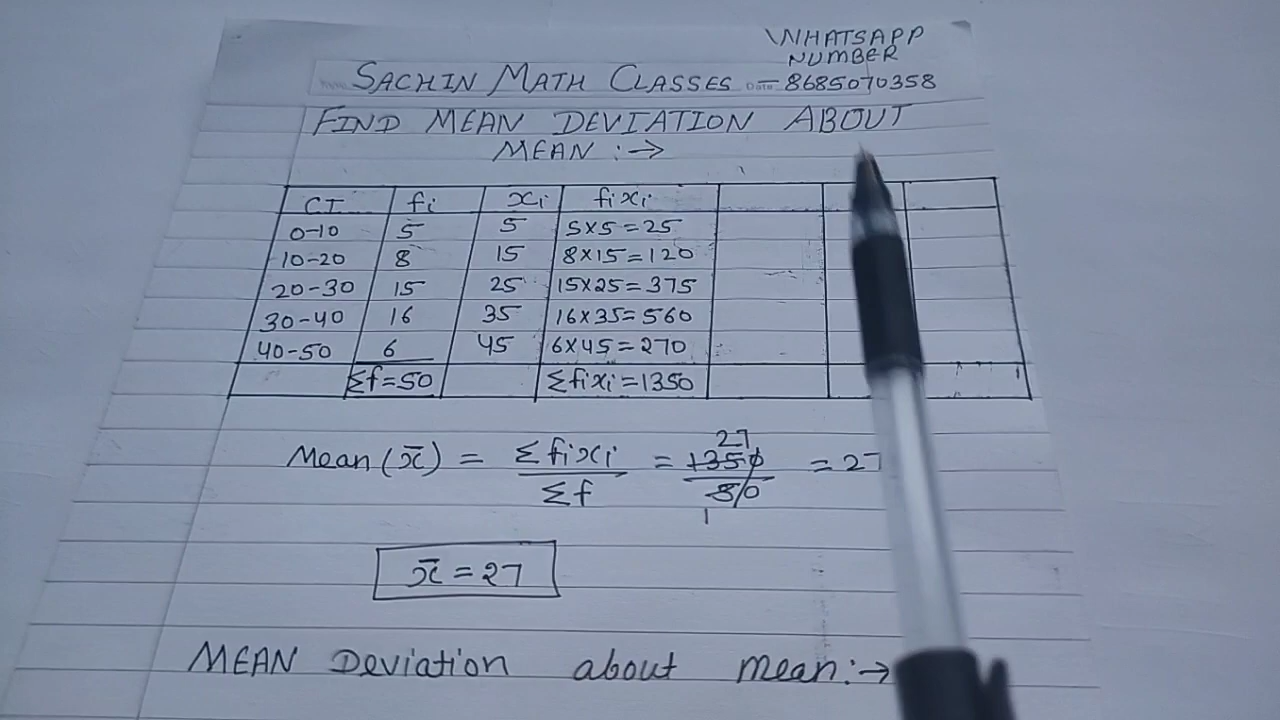 WHATSAPP
NUMBER
SACHIN MATH CLASSES Date - 8685070358
FIND MEAN DEVIATION ABOUT
MEAN :→
C.I fi xi fixi
0-10 5 5 5×5=25
10-20 8 15 8×15=120
20-30 15 25 15×25=375
30-40 16 35 16×35=560
40-50 6 45 6×45=270
Σf=50 Σfixi=1350
27
Mean (x̄) = Σfixi / Σf = 1350 / 50 = 27
1
x̄ = 27
MEAN Deviation about mean:→